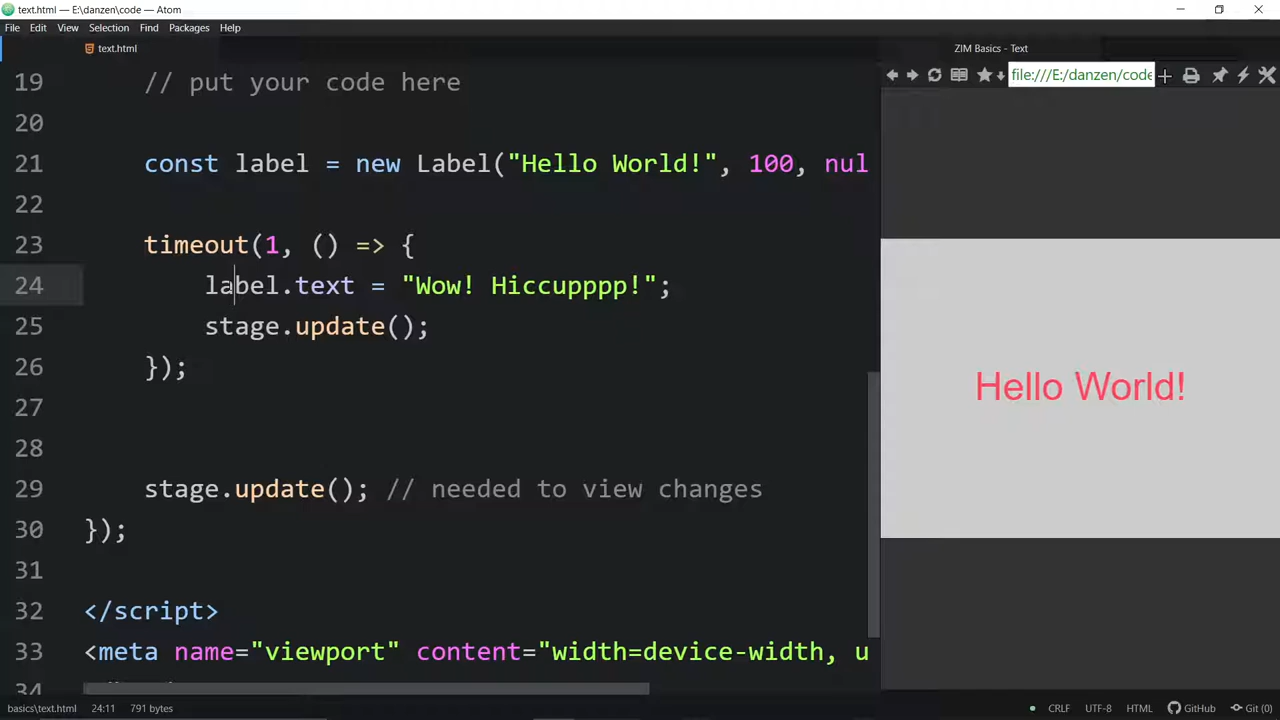 text.html — E:\danzen\code — Atom
File Edit View Selection Find Packages Help
text.html
ZIM Basics - Text
file:///E:/danzen/code
19 // put your code here
20
21 const label = new Label("Hello World!", 100, nul
22
23 timeout(1, () => {
24 label.text = "Wow! Hiccupppp!";
25 stage.update();
26 });
27
28
29 stage.update(); // needed to view changes
30 });
31
32 </script>
33 <meta name="viewport" content="width=device-width, u
34
Hello World!
basics\text.html 24:11 791 bytes
CRLF UTF-8 HTML GitHub Git (0)